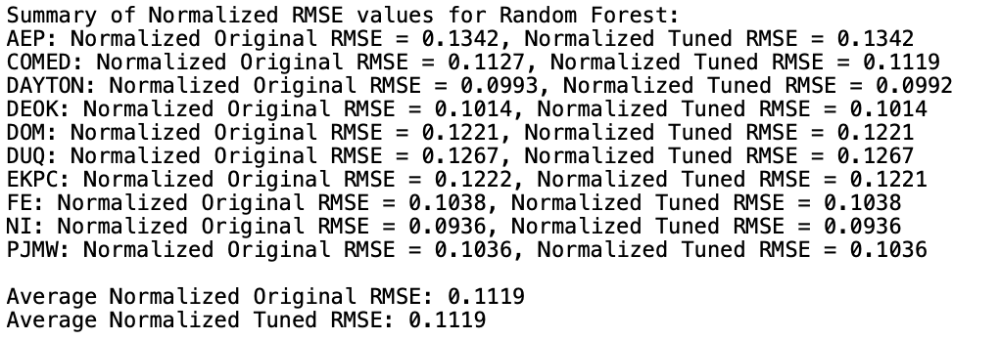 Summary of Normalized RMSE values for Random Forest:
AEP: Normalized Original RMSE = 0.1342, Normalized Tuned RMSE = 0.1342
COMED: Normalized Original RMSE = 0.1127, Normalized Tuned RMSE = 0.1119
DAYTON: Normalized Original RMSE = 0.0993, Normalized Tuned RMSE = 0.0992
DEOK: Normalized Original RMSE = 0.1014, Normalized Tuned RMSE = 0.1014
DOM: Normalized Original RMSE = 0.1221, Normalized Tuned RMSE = 0.1221
DUQ: Normalized Original RMSE = 0.1267, Normalized Tuned RMSE = 0.1267
EKPC: Normalized Original RMSE = 0.1222, Normalized Tuned RMSE = 0.1221
FE: Normalized Original RMSE = 0.1038, Normalized Tuned RMSE = 0.1038
NI: Normalized Original RMSE = 0.0936, Normalized Tuned RMSE = 0.0936
PJMW: Normalized Original RMSE = 0.1036, Normalized Tuned RMSE = 0.1036
Average Normalized Original RMSE: 0.1119
Average Normalized Tuned RMSE: 0.1119